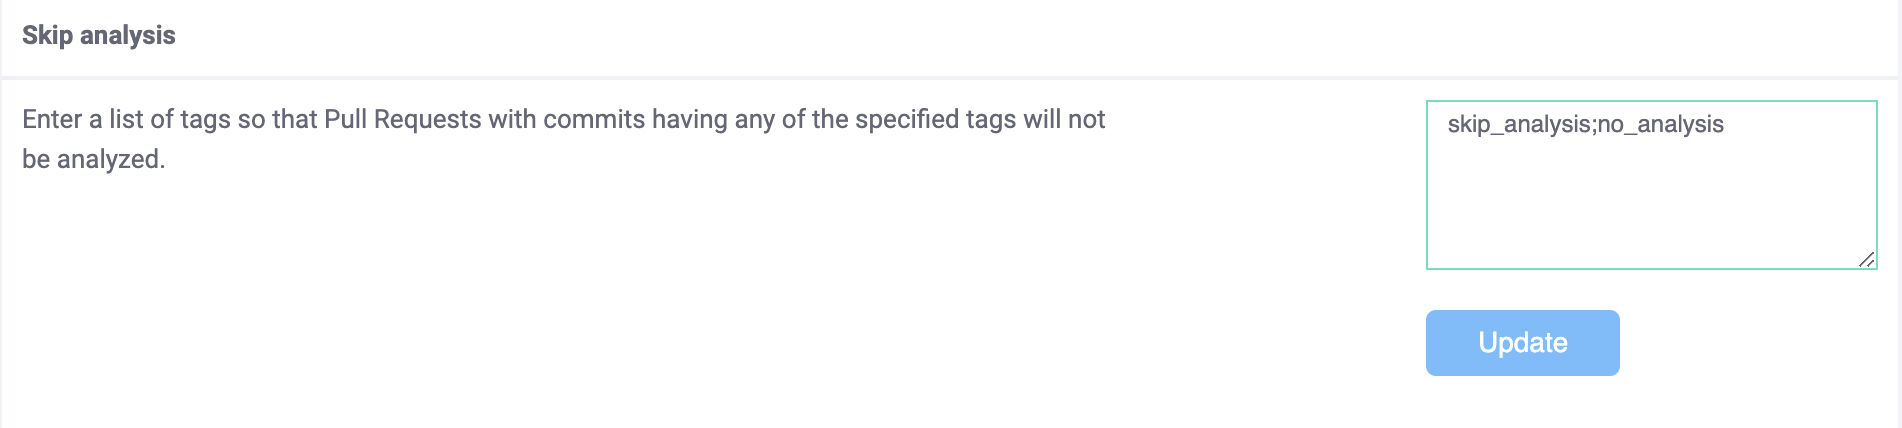 Skip analysis
Enter a list of tags so that Pull Requests with commits having any of the specified tags will not
be analyzed.
skip_analysis;no_analysis
Update